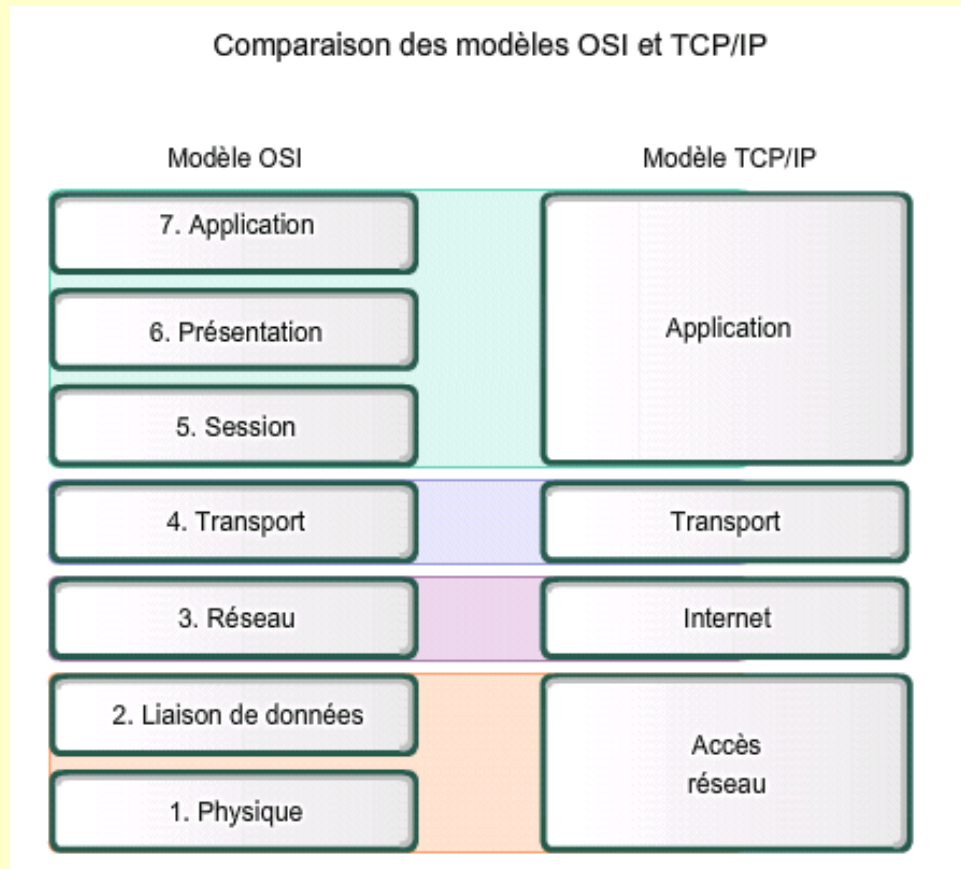 Comparaison des modèles OSI et TCP/IP
Modèle OSI
Modèle TCP/IP
7. Application
6. Présentation
5. Session
Application
4. Transport
Transport
3. Réseau
Internet
2. Liaison de données
1. Physique
Accès
réseau